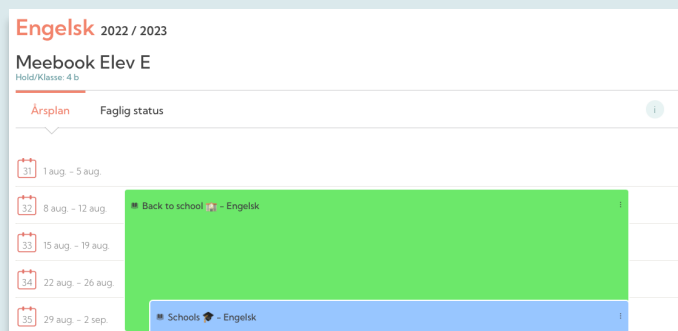 Engelsk 2022 / 2023
Meebook Elev E
Hold/Klasse: 4 b
Årsplan Faglig status i
31 1 aug. - 5 aug.
32 8 aug. - 12 aug. Back to school 🏫 - Engelsk
33 15 aug. - 19 aug.
34 22 aug. - 26 aug.
35 29 aug. - 2 sep. Schools 🎓 - Engelsk